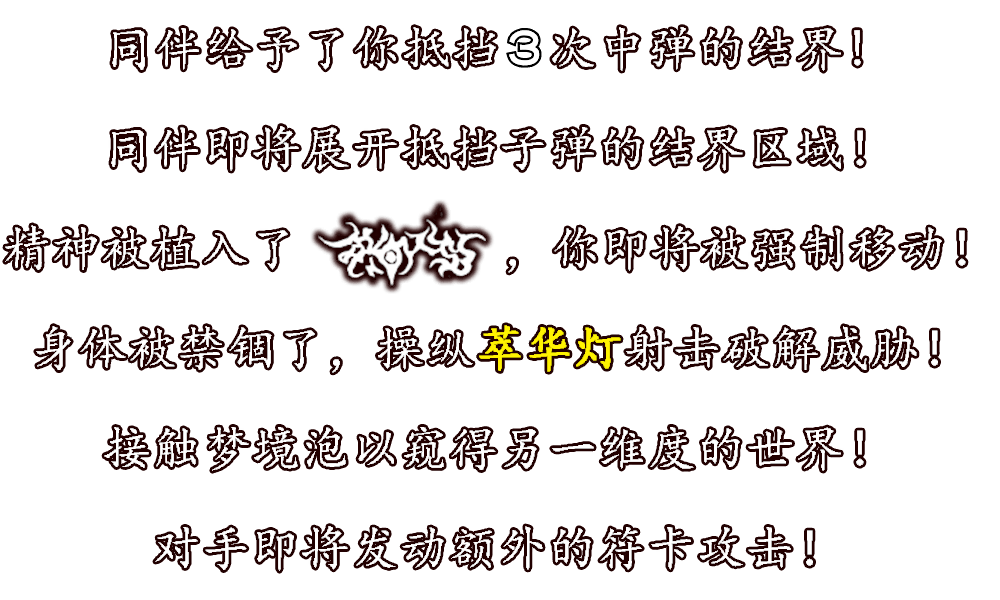 同伴给予了你抵挡3次中弹的结界！
同伴即将展开抵挡子弹的结界区域！
精神被植入了，你即将被强制移动！
身体被禁锢了，操纵萃华灯射击破解威胁！
接触梦境泡以窥得另一维度的世界！
对手即将发动额外的符卡攻击！